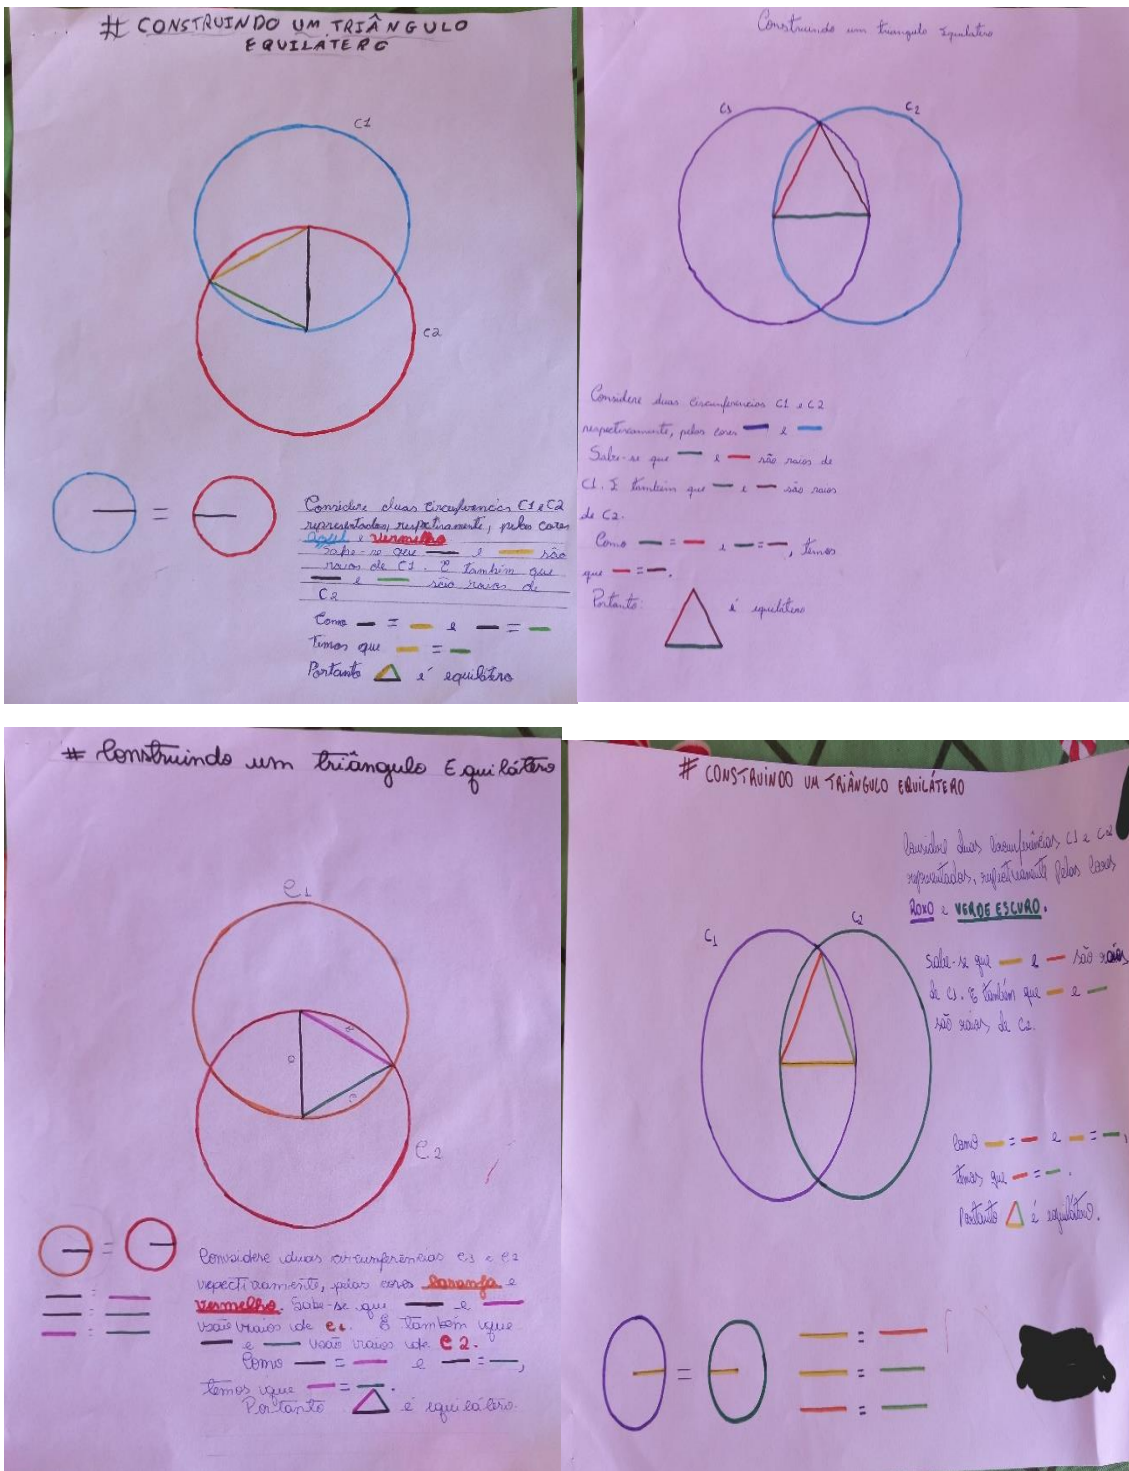 # CONSTRUINDO UM TRIÂNGULO
EQUILÁTERO
C1
C2
Considere duas circunferências C1 e C2
representados, respectivamente, pelas cores
Azul e vermelho
Sabe-se que e são
raios de C1. E também que
e são raios de
C2
Como = e =
Temos que =
Portanto é equilátero
Construindo um triangulo Equilatero
C1
C2
Considere duas circunferencias C1 e C2
respectivamente, pelas cores e
Sabe-se que e são raios de
C1. E também que e são raios
de C2.
Como = e = , temos
que = .
Portanto: é equilátero
# Construindo um triângulo Equilátero
C1
C2
=
=
=
=
Considere duas circunferências C1 e C2
respectivamente, pelas cores laranja e
vermelho. Sabe-se que e
são raios de C1. E também que
e são raios de C2.
Como = e = ,
temos que = .
Portanto é equilátero.
# CONSTRUINDO UM TRIÂNGULO EQUILÁTERO
Considere duas circunferências C1 e C2
representados, respectivamente pelas cores
ROXO e VERDE ESCURO.
C1
C2
Sabe-se que e são raios
de C1. E também que e
são raios de C2.
Como = e = ,
temos que = .
Portanto é equilátero.
=
=
=
=